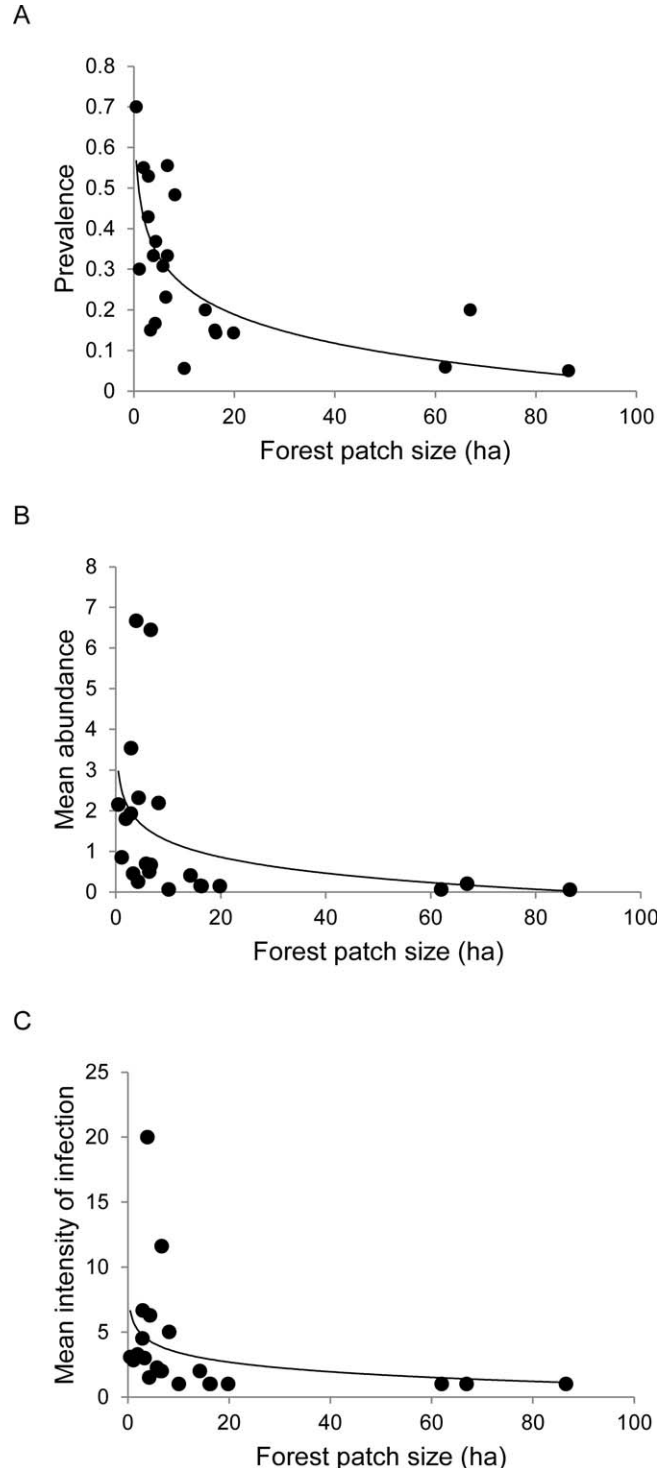 A
0.8
0.7
0.6
0.5
0.4
0.3
0.2
0.1
0
Prevalence
0 20 40 60 80 100
Forest patch size (ha)
B
8
7
6
5
4
3
2
1
0
Mean abundance
0 20 40 60 80 100
Forest patch size (ha)
C
25
20
15
10
5
0
Mean intensity of infection
0 20 40 60 80 100
Forest patch size (ha)